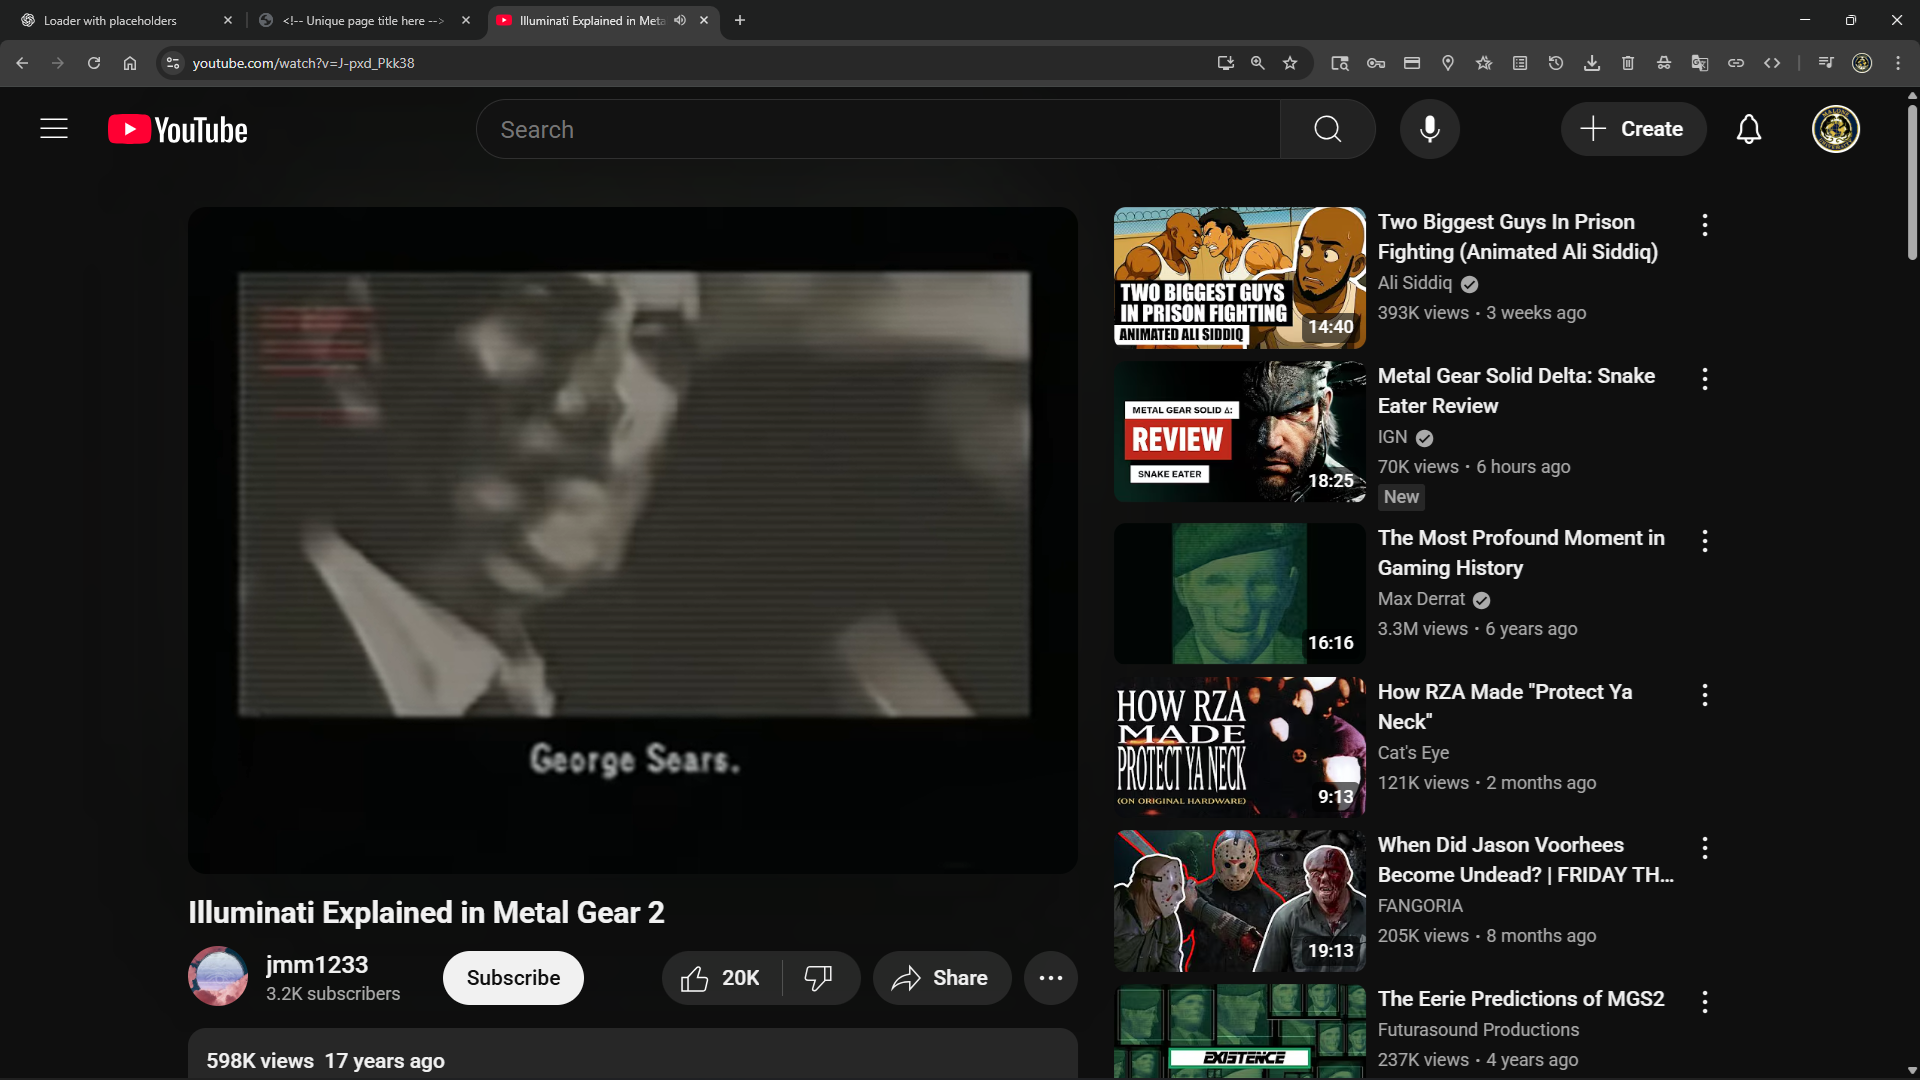 Loader with placeholders
<!-- Unique page title here -->
Illuminati Explained in Meta
youtube.com/watch?v=J-pxd_Pkk38
YouTube
Search
Create
George Sears.
Illuminati Explained in Metal Gear 2
jmm1233
3.2K subscribers
Subscribe
20K
Share
598K views 17 years ago
TWO BIGGEST GUYS
IN PRISON FIGHTING
ANIMATED ALI SIDDIQ
14:40
Two Biggest Guys In Prison
Fighting (Animated Ali Siddiq)
Ali Siddiq
393K views • 3 weeks ago
METAL GEAR SOLID Δ:
REVIEW
SNAKE EATER
18:25
Metal Gear Solid Delta: Snake
Eater Review
IGN
70K views • 6 hours ago
New
16:16
The Most Profound Moment in
Gaming History
Max Derrat
3.3M views • 6 years ago
HOW RZA
MADE
PROTECT YA NECK
(ON ORIGINAL HARDWARE)
9:13
How RZA Made "Protect Ya
Neck"
Cat's Eye
121K views • 2 months ago
19:13
When Did Jason Voorhees
Become Undead? | FRIDAY TH...
FANGORIA
205K views • 8 months ago
EXISTENCE
The Eerie Predictions of MGS2
Futurasound Productions
237K views • 4 years ago